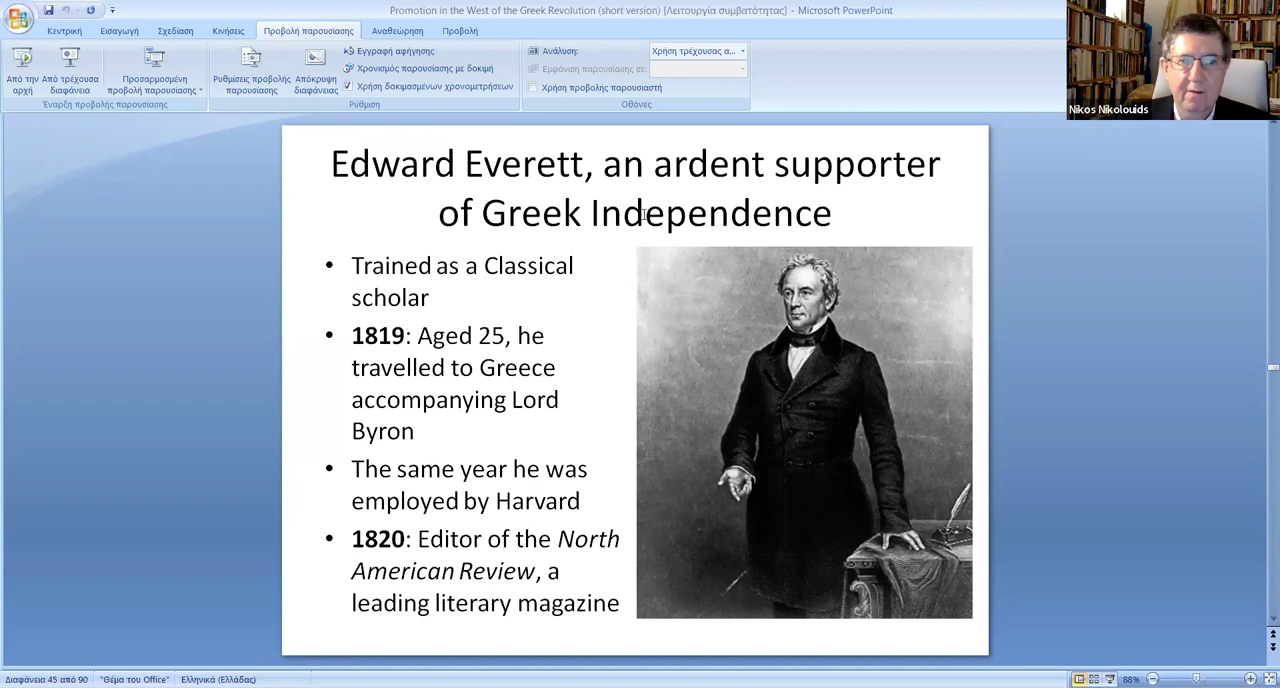 Promotion in the West of the Greek Revolution (short version) [Λειτουργία συμβατότητας] - Microsoft PowerPoint
Κεντρική Εισαγωγή Σχεδίαση Κινήσεις Προβολή παρουσίασης Αναθεώρηση Προβολή
Από την αρχή
Από τρέχουσα διαφάνεια
Προσαρμοσμένη προβολή παρουσίασης
Έναρξη προβολής παρουσίασης
Ρυθμίσεις προβολής παρουσίασης
Απόκρυψη διαφάνειας
Εγγραφή αφήγησης
Χρονισμός παρουσίασης με δοκιμή
Χρήση δοκιμασμένων χρονομετρήσεων
Ρύθμιση
Ανάλυση: Χρήση τρέχουσας α...
Εμφάνιση παρουσίασης σε:
Χρήση προβολής παρουσιαστή
Οθόνες
Nikos Nikolouids
Edward Everett, an ardent supporter
of Greek Independence
• Trained as a Classical
scholar
• 1819: Aged 25, he
travelled to Greece
accompanying Lord
Byron
• The same year he was
employed by Harvard
• 1820: Editor of the North
American Review, a
leading literary magazine
Διαφάνεια 45 από 90 "Θέμα του Office" Ελληνικά (Ελλάδας) 88%